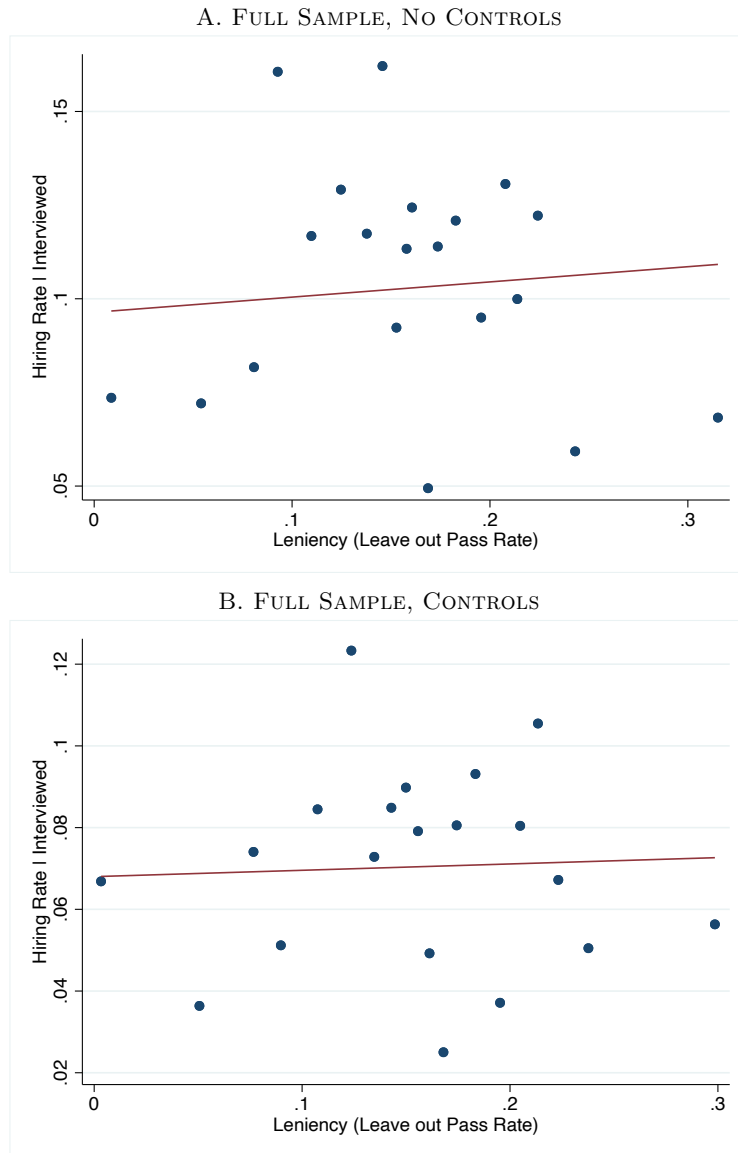 A. Full Sample, No Controls
Hiring Rate | Interviewed
.15
.1
.05
0 .1 .2 .3
Leniency (Leave out Pass Rate)
B. Full Sample, Controls
Hiring Rate | Interviewed
.12
.1
.08
.06
.04
.02
0 .1 .2 .3
Leniency (Leave out Pass Rate)